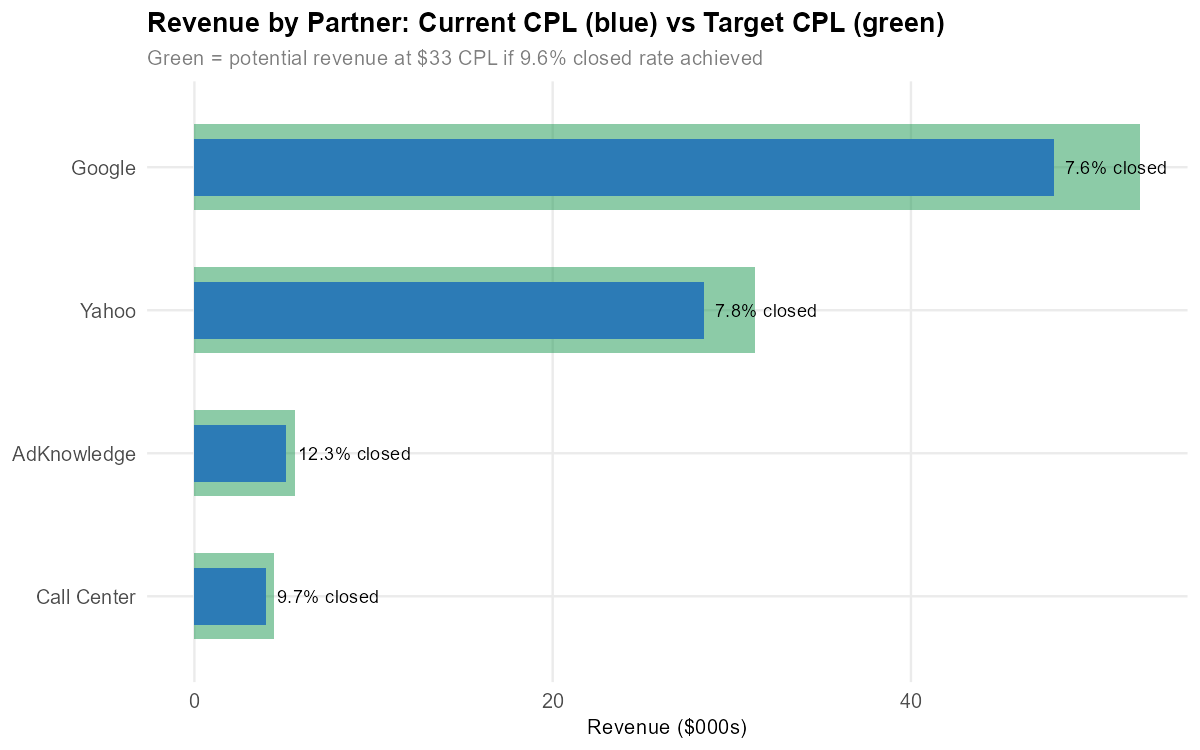 Revenue by Partner: Current CPL (blue) vs Target CPL (green)
Green = potential revenue at $33 CPL if 9.6% closed rate achieved
Google
7.6% closed
Yahoo
7.8% closed
AdKnowledge
12.3% closed
Call Center
9.7% closed
0
20
40
Revenue ($000s)